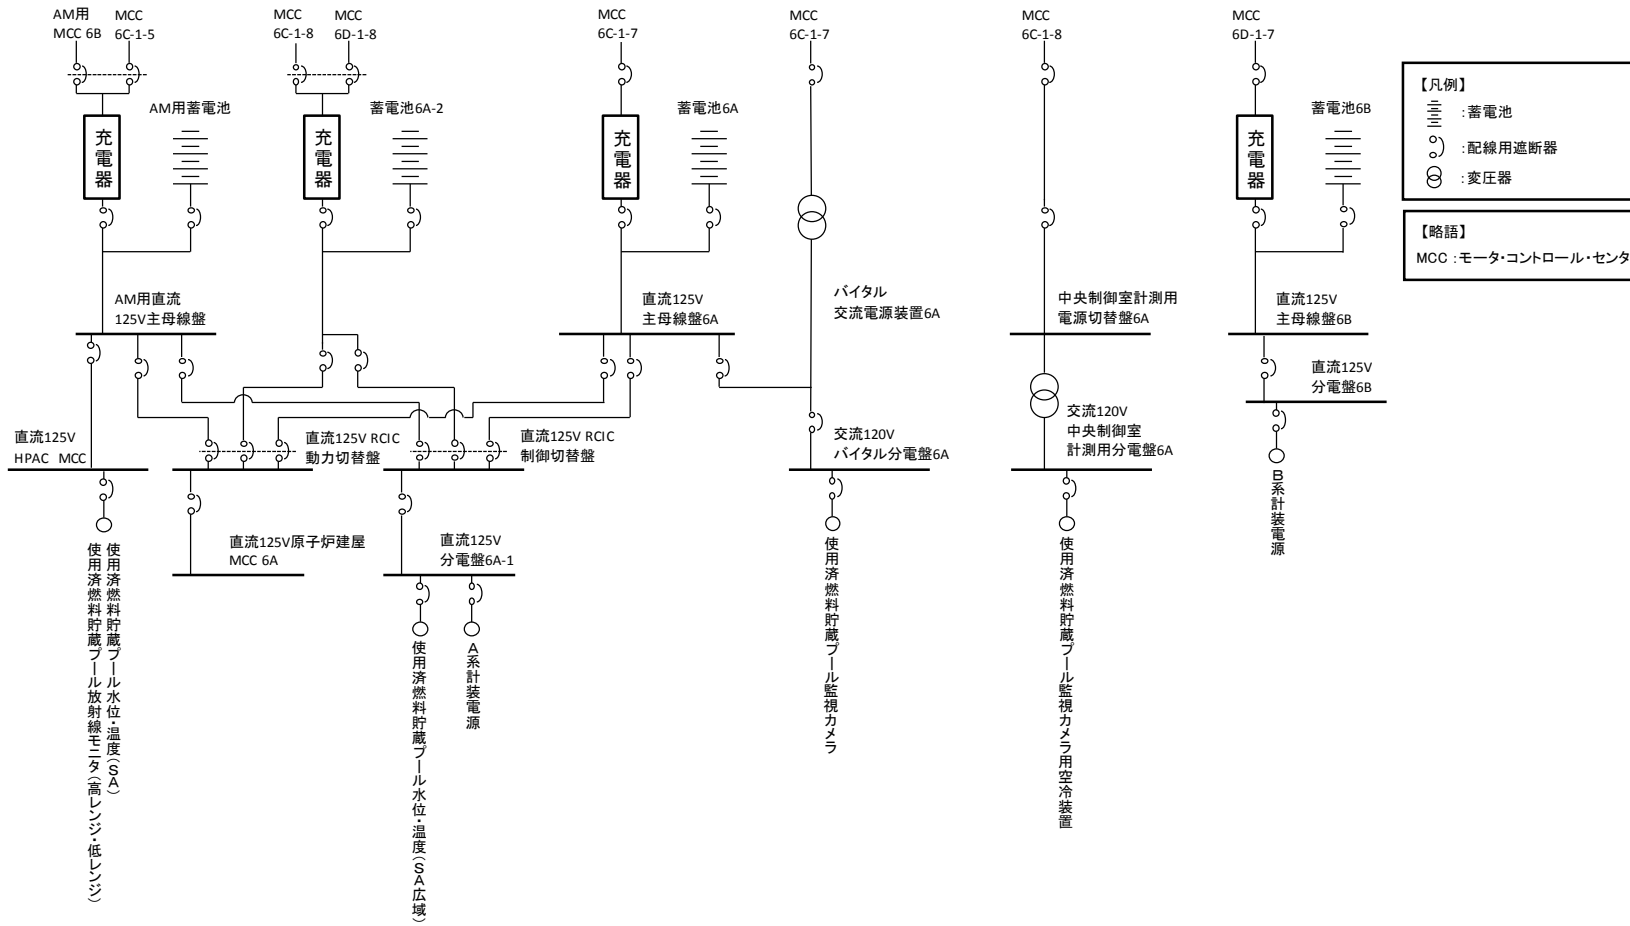 AM用
MCC 6B
MCC
6C-1-5
MCC
6C-1-8
MCC
6D-1-8
MCC
6C-1-7
MCC
6C-1-7
MCC
6C-1-8
MCC
6D-1-7
充電器
AM用蓄電池
充電器
蓄電池6A-2
充電器
蓄電池6A
充電器
蓄電池6B
【凡例】
:蓄電池
:配線用遮断器
:変圧器
【略語】
MCC :モータ・コントロール・センタ
AM用直流
125V主母線盤
直流125V
主母線盤6A
バイタル
交流電源装置6A
中央制御室計測用
電源切替盤6A
直流125V
主母線盤6B
直流125V
分電盤6B
直流125V
HPAC MCC
直流125V RCIC
動力切替盤
直流125V RCIC
制御切替盤
交流120V
バイタル分電盤6A
交流120V
中央制御室
計測用分電盤6A
直流125V原子炉建屋
MCC 6A
直流125V
分電盤6A-1
使用済燃料貯蔵プール水位・温度(SA)
使用済燃料貯蔵プール放射線モニタ(高レンジ・低レンジ)
使用済燃料貯蔵プール水位・温度(SA広域)
A系計装電源
使用済燃料貯蔵プール監視カメラ
使用済燃料貯蔵プール監視カメラ用空冷装置
B系計装電源